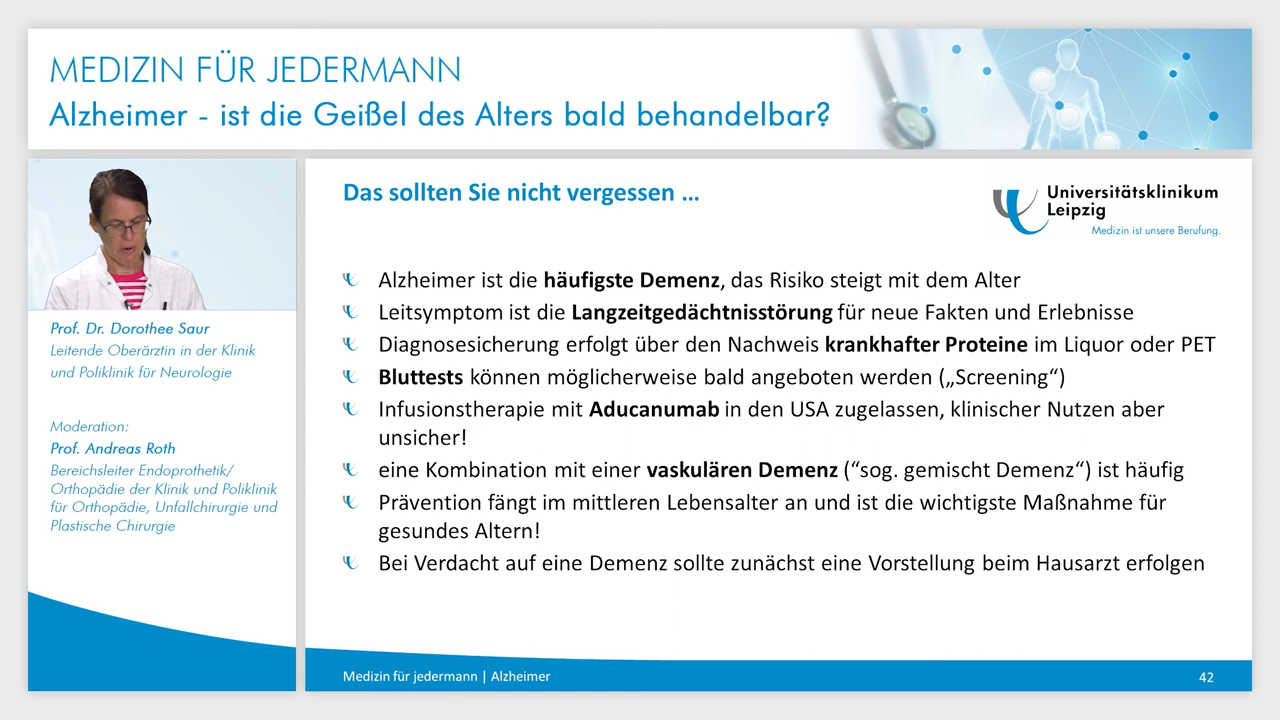 MEDIZIN FÜR JEDERMANN
Alzheimer - ist die Geißel des Alters bald behandelbar?
Prof. Dr. Dorothee Saur
Leitende Oberärztin in der Klinik
und Poliklinik für Neurologie
Moderation:
Prof. Andreas Roth
Bereichsleiter Endoprothetik/
Orthopädie der Klinik und Poliklinik
für Orthopädie, Unfallchirurgie und
Plastische Chirurgie
Das sollten Sie nicht vergessen ...
Universitätsklinikum
Leipzig
Medizin ist unsere Berufung.
Alzheimer ist die häufigste Demenz, das Risiko steigt mit dem Alter
Leitsymptom ist die Langzeitgedächtnisstörung für neue Fakten und Erlebnisse
Diagnosesicherung erfolgt über den Nachweis krankhafter Proteine im Liquor oder PET
Bluttests können möglicherweise bald angeboten werden („Screening“)
Infusionstherapie mit Aducanumab in den USA zugelassen, klinischer Nutzen aber
unsicher!
eine Kombination mit einer vaskulären Demenz (“sog. gemischt Demenz“) ist häufig
Prävention fängt im mittleren Lebensalter an und ist die wichtigste Maßnahme für
gesundes Altern!
Bei Verdacht auf eine Demenz sollte zunächst eine Vorstellung beim Hausarzt erfolgen
Medizin für jedermann | Alzheimer
42